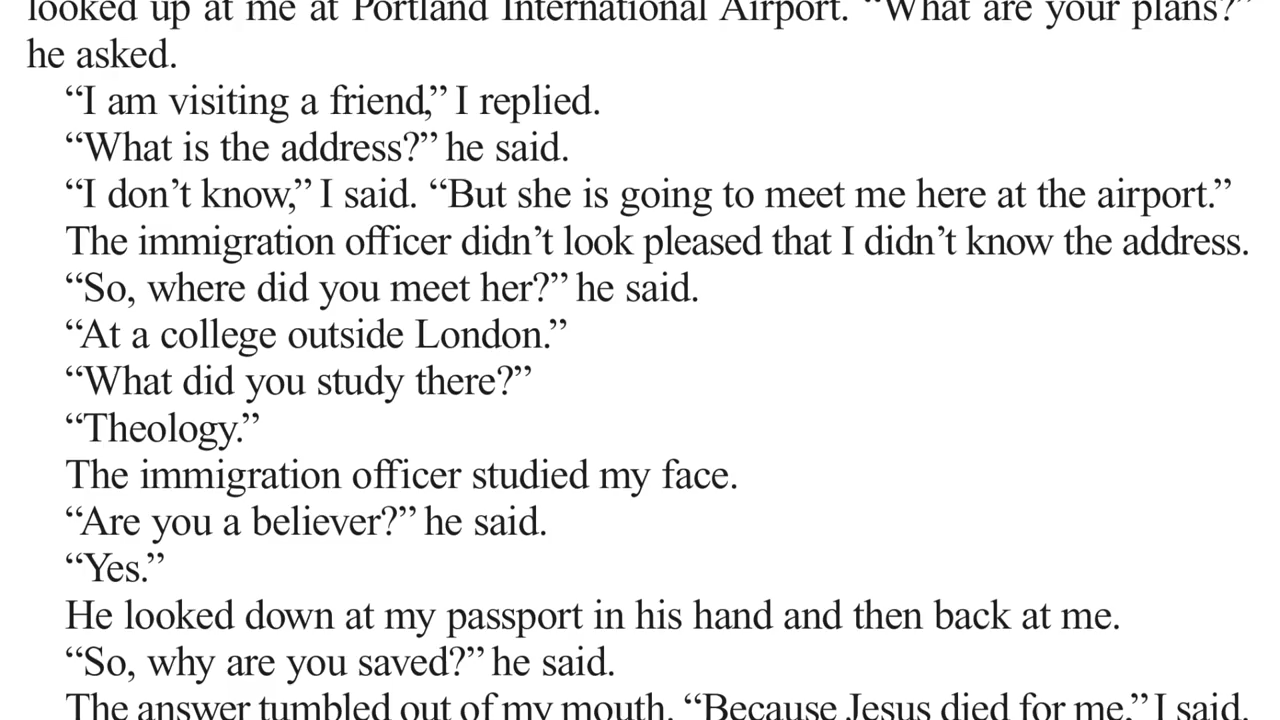 looked up at me at Portland International Airport. “What are your plans?”
he asked.
“I am visiting a friend,” I replied.
“What is the address?” he said.
“I don’t know,” I said. “But she is going to meet me here at the airport.”
The immigration officer didn’t look pleased that I didn’t know the address.
“So, where did you meet her?” he said.
“At a college outside London.”
“What did you study there?”
“Theology.”
The immigration officer studied my face.
“Are you a believer?” he said.
“Yes.”
He looked down at my passport in his hand and then back at me.
“So, why are you saved?” he said.
The answer tumbled out of my mouth. “Because Jesus died for me,” I said.